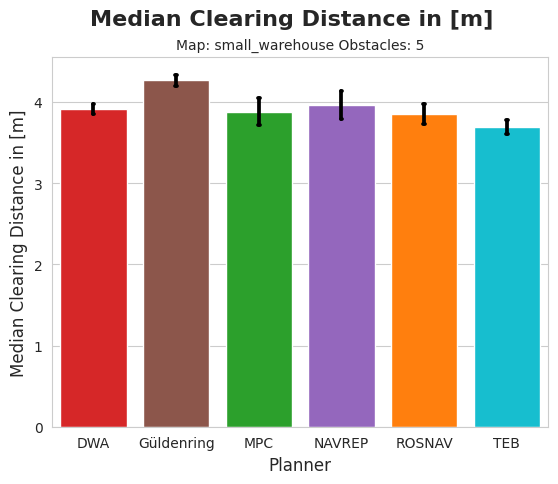 Median Clearing Distance in [m]
Map: small_warehouse Obstacles: 5
Median Clearing Distance in [m]
4
3
2
1
0
DWA Güldenring MPC NAVREP ROSNAV TEB
Planner